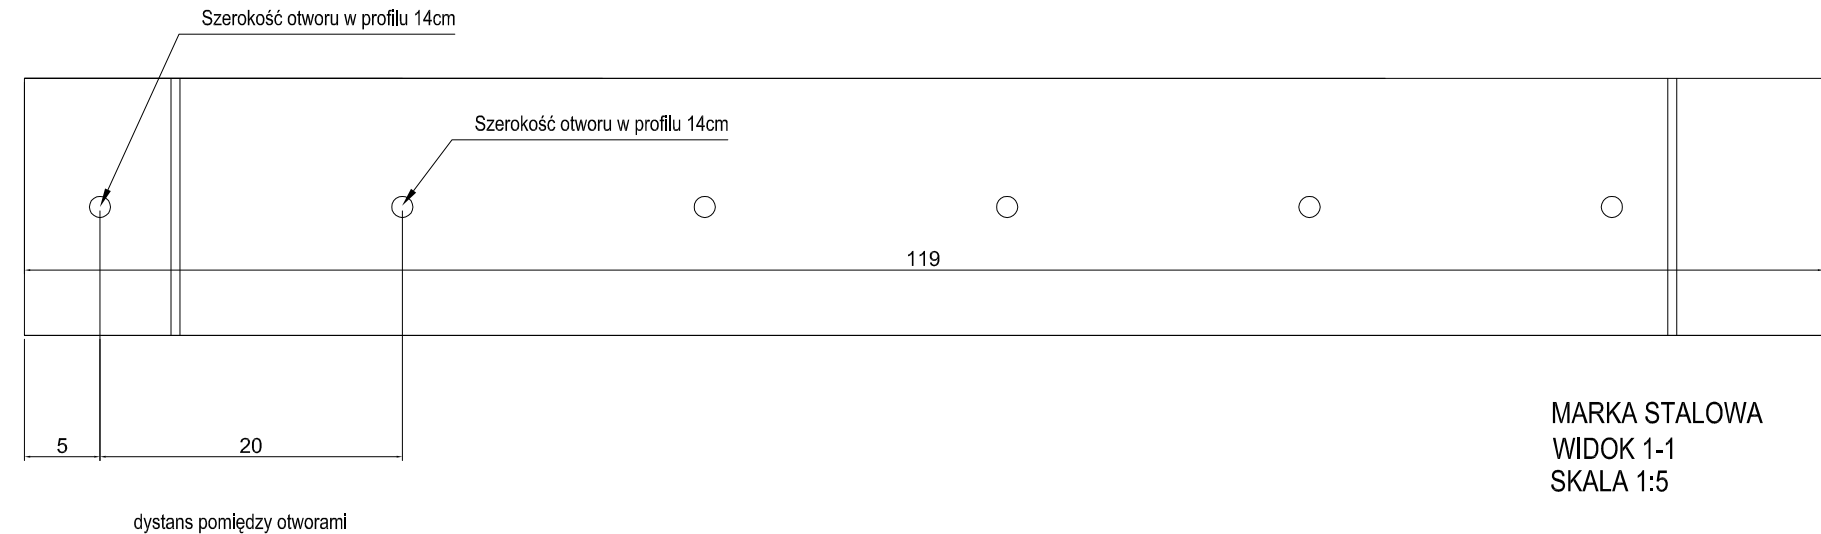 Szerokość otworu w profilu 14cm
Szerokość otworu w profilu 14cm
119
5
20
MARKA STALOWA
WIDOK 1-1
SKALA 1:5
dystans pomiędzy otworami